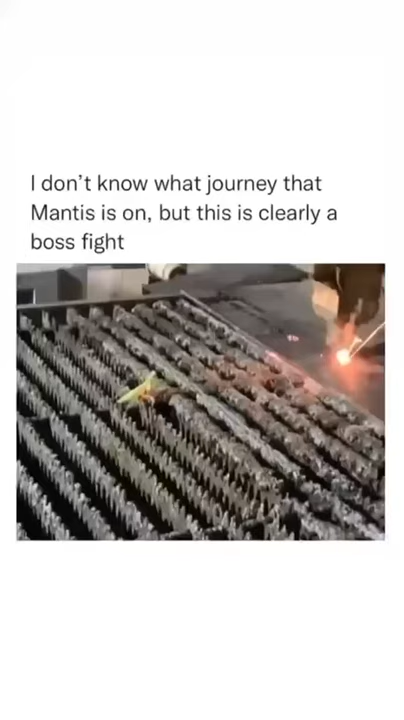 I don’t know what journey that
Mantis is on, but this is clearly a
boss fight